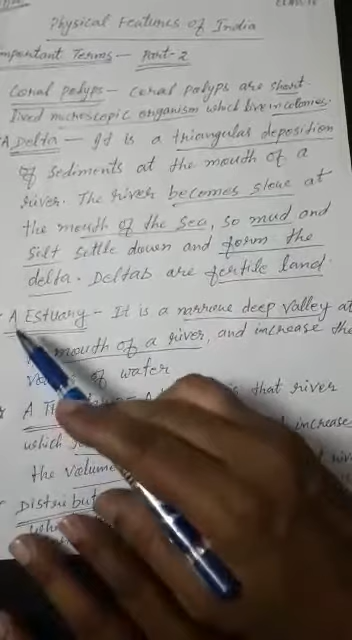 Physical Features of India
Important Terms - Part-2
Coral polyps - coral polyps are short
lived microscopic organism which live in colonies.
A Delta - It is a triangular deposition
of sediments at the mouth of a
river. The river becomes slowe at
the mouth of the sea, so mud and
silt settle down and form the
delta. Deltab are fertile land.
A Estuary - It is a narrowe deep valley at
mouth of a river, and increase the
of water
A is that river
which increase
the volume
Distribut